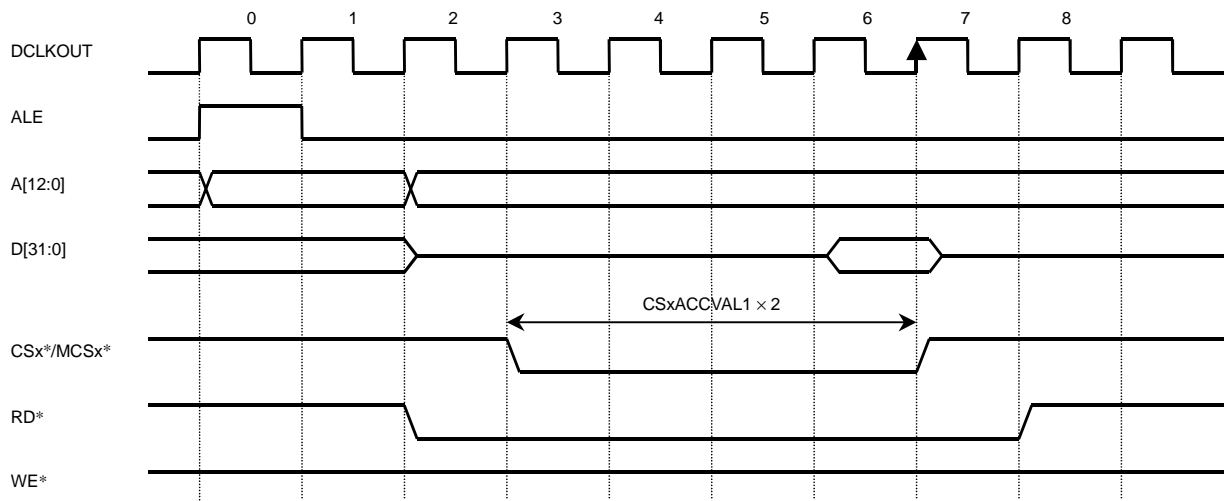 0 1 2 3 4 5 6 7 8
DCLKOUT
ALE
A[12:0]
D[31:0]
CSxACCVAL1 × 2
CSx*/MCSx*
RD*
WE*